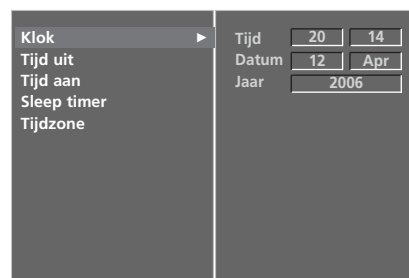 Klok ►
Tijd uit
Tijd aan
Sleep timer
Tijdzone
Tijd 20 14
Datum 12 Apr
Jaar 2006